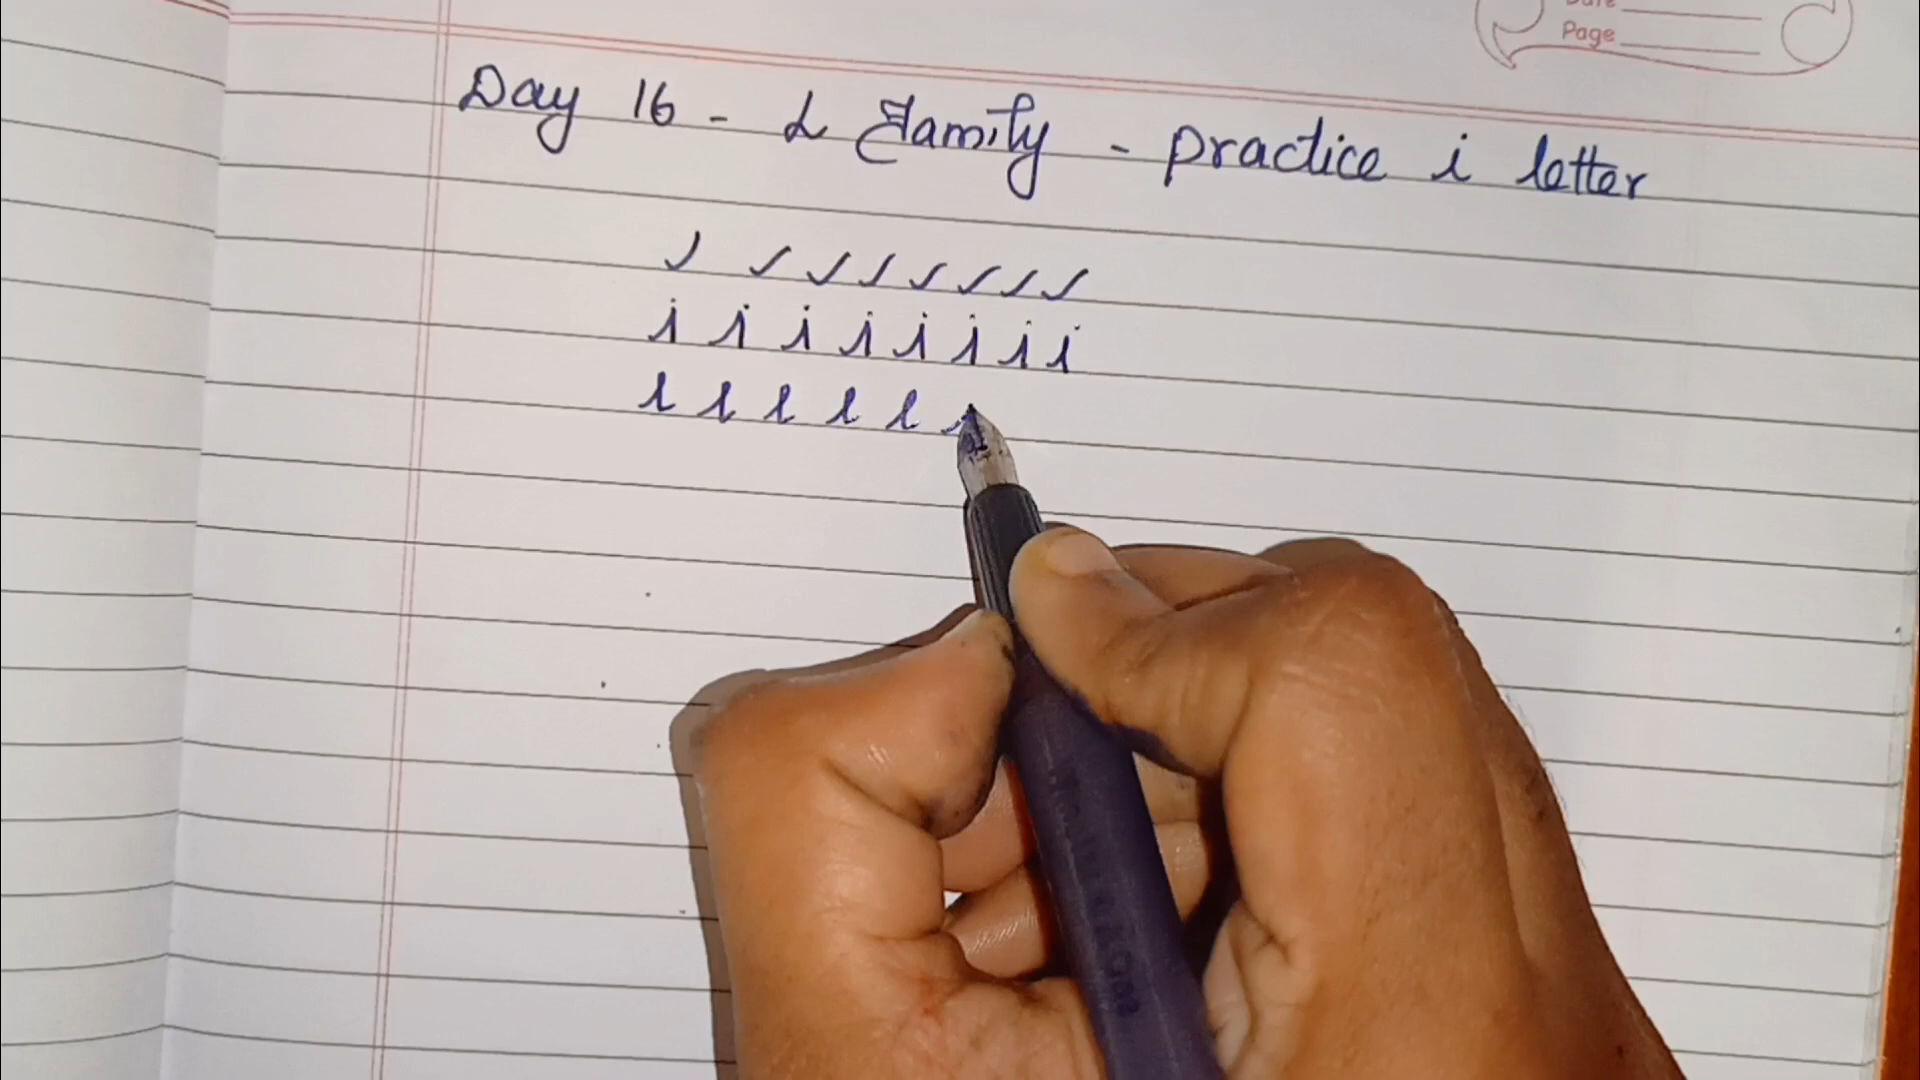 Page
Day 16 - L Family - practice i letter
✓ ✓ ✓ ✓ ✓ ✓ ✓ ✓
i i i i i i i i
l l l l l